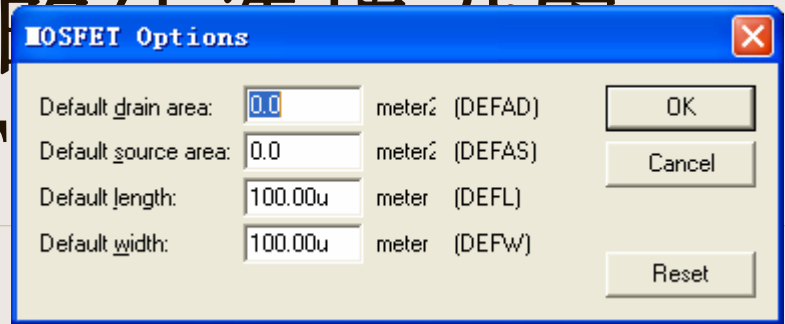 MOSFET Options
Default drain area: 0.0 meter2 (DEFAD) OK
Default source area: 0.0 meter2 (DEFAS) Cancel
Default length: 100.00u meter (DEFL)
Default width: 100.00u meter (DEFW)
Reset